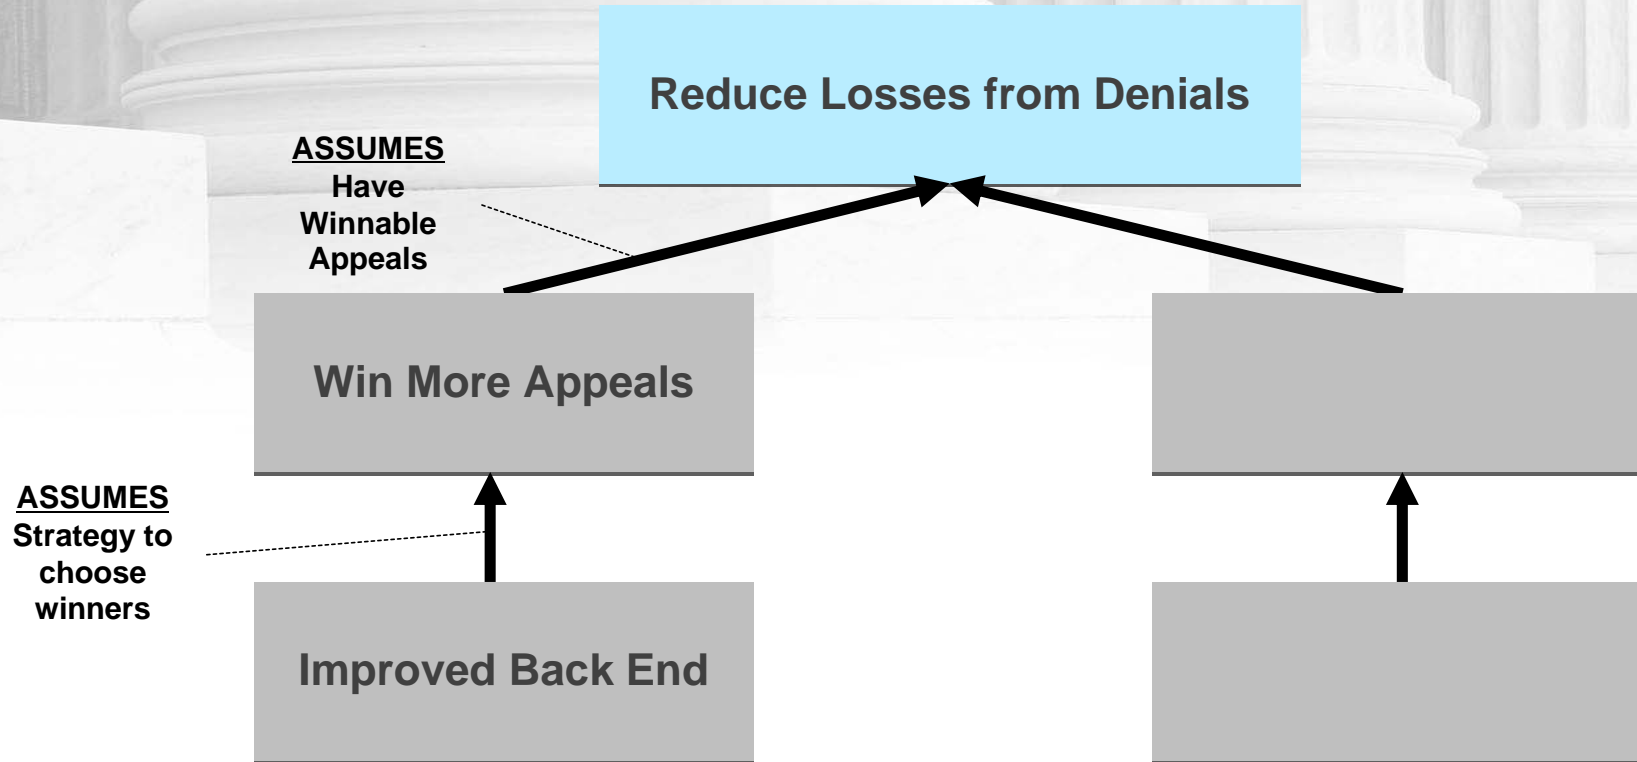 Reduce Losses from Denials
ASSUMES
Have
Winnable
Appeals
Win More Appeals
ASSUMES
Strategy to
choose
winners
Improved Back End